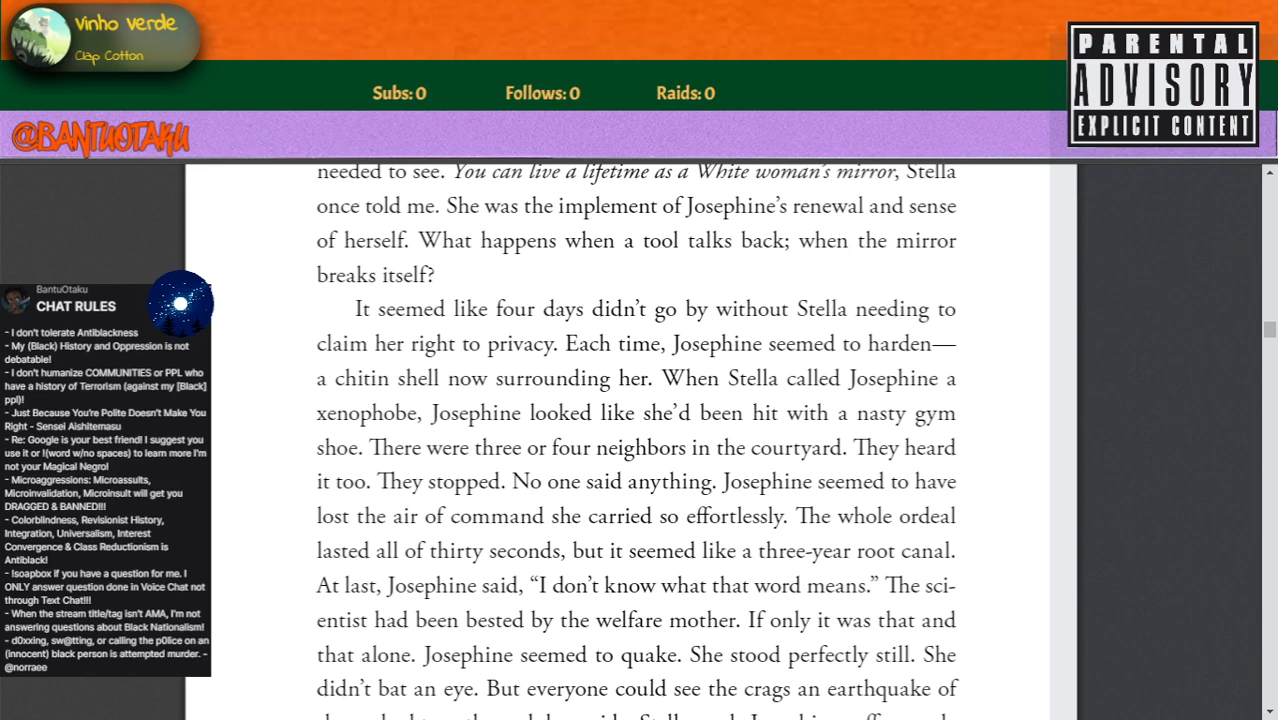 Vinho Verde
Clap Cotton
PARENTAL
ADVISORY
EXPLICIT CONTENT
Subs: 0 Follows: 0 Raids: 0
@BANTUOTAKU
needed to see. You can live a lifetime as a White woman's mirror, Stella
once told me. She was the implement of Josephine's renewal and sense
of herself. What happens when a tool talks back; when the mirror
breaks itself?
It seemed like four days didn't go by without Stella needing to
claim her right to privacy. Each time, Josephine seemed to harden—
a chitin shell now surrounding her. When Stella called Josephine a
xenophobe, Josephine looked like she'd been hit with a nasty gym
shoe. There were three or four neighbors in the courtyard. They heard
it too. They stopped. No one said anything. Josephine seemed to have
lost the air of command she carried so effortlessly. The whole ordeal
lasted all of thirty seconds, but it seemed like a three-year root canal.
At last, Josephine said, “I don't know what that word means.” The sci-
entist had been bested by the welfare mother. If only it was that and
that alone. Josephine seemed to quake. She stood perfectly still. She
didn't bat an eye. But everyone could see the crags an earthquake of
BantuOtaku
CHAT RULES
- I don't tolerate Antiblackness
- My (Black) History and Oppression is not
debatable!
- I don't humanize COMMUNITIES or PPL who
have a history of Terrorism (against my [Black]
ppl)!
- Just Because You're Polite Doesn't Make You
Right - Sensei Aishitemasu
- Re: Google is your best friend! I suggest you
use it or !(word w/no spaces) to learn more I'm
not your Magical Negro!
- Microaggressions: Microassults,
Microinvalidation, Microinsult will get you
DRAGGED & BANNED!!!
- Colorblindness, Revisionist History,
Integration, Universalism, Interest
Convergence & Class Reductionism is
Antiblack!
- !soapbox if you have a question for me. I
ONLY answer question done in Voice Chat not
through Text Chat!!!
- When the stream title/tag isn't AMA, I'm not
answering questions about Black Nationalism!
- d0xxing, sw@tting, or calling the p0lice on an
(innocent) black person is attempted murder. -
@norraee